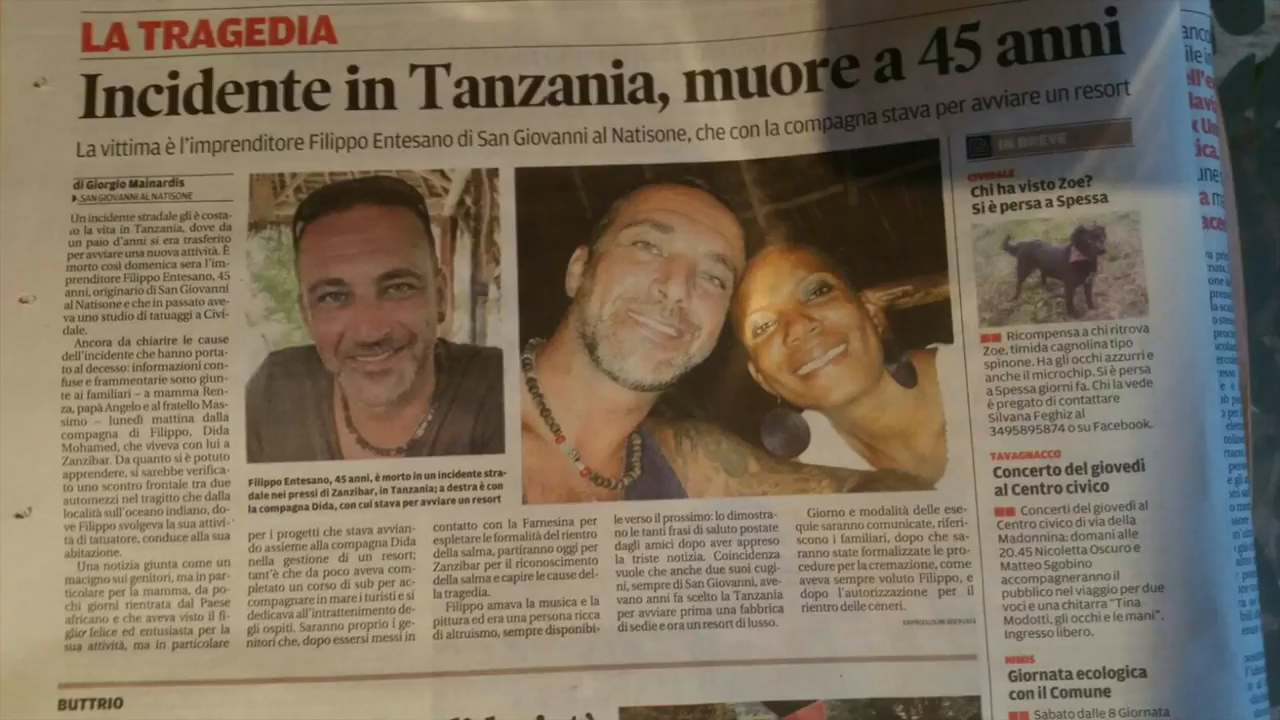 LA TRAGEDIA
Incidente in Tanzania, muore a 45 anni
La vittima è l'imprenditore Filippo Entesano di San Giovanni al Natisone, che con la compagna stava per avviare un resort
di Giorgio Mainardis
SAN GIOVANNI AL NATISONE
Un incidente stradale gli è costa-
to la vita in Tanzania, dove da
un paio d'anni si era trasferito
per avviare una nuova attività. È
morto così domenica sera l'im-
prenditore Filippo Entesano, 45
anni, originario di San Giovanni
al Natisone e che in passato ave-
va uno studio di tatuaggi a Civi-
dale.
Ancora da chiarire le cause
dell'incidente che hanno porta-
to al decesso: informazioni con-
fuse e frammentarie sono giun-
te ai familiari – a mamma Ren-
za, papà Angelo e al fratello Mas-
simo – lunedì mattina dalla
compagna di Filippo, Dida
Mohamed, che viveva con lui a
Zanzibar. Da quanto si è potuto
apprendere, si sarebbe verifica-
to uno scontro frontale tra due
automezzi nel tragitto che dalla
località sull'oceano indiano, do-
ve Filippo svolgeva la sua attivi-
tà di tatuatore, conduce alla sua
abitazione.
Una notizia giunta come un
macigno sui genitori, ma in par-
ticolare per la mamma, da po-
chi giorni rientrata dal Paese
africano e che aveva visto il fi-
glio felice ed entusiasta per la
sua attività, ma in particolare
Filippo Entesano, 45 anni, è morto in un incidente stra-
dale nei pressi di Zanzibar, in Tanzania; a destra è con
la compagna Dida, con cui stava per avviare un resort
per i progetti che stava avvian-
do assieme alla compagna Dida
nella gestione di un resort;
tant'è che da poco aveva com-
pletato un corso di sub per ac-
compagnare in mare i turisti e si
dedicava all'intrattenimento de-
gli ospiti. Saranno proprio i ge-
nitori che, dopo essersi messi in
contatto con la Farnesina per
espletare le formalità del rientro
della salma, partiranno oggi per
Zanzibar per il riconoscimento
della salma e capire le cause del-
la tragedia.
Filippo amava la musica e la
pittura ed era una persona ricca
di altruismo, sempre disponibi-
le verso il prossimo: lo dimostra-
no le tanti frasi di saluto postate
dagli amici dopo aver appreso
la triste notizia. Coincidenza
vuole che anche due suoi cugi-
ni, sempre di San Giovanni, ave-
vano anni fa scelto la Tanzania
per avviare prima una fabbrica
di sedie e ora un resort di lusso.
Giorno e modalità delle ese-
quie saranno comunicate, riferi-
scono i familiari, dopo che sa-
ranno state formalizzate le pro-
cedure per la cremazione, come
aveva sempre voluto Filippo, e
dopo l'autorizzazione per il
rientro delle ceneri.
©RIPRODUZIONE RISERVATA
IN BREVE
CIVIDALE
Chi ha visto Zoe?
Si è persa a Spessa
Ricompensa a chi ritrova
Zoe, timida cagnolina tipo
spinone. Ha gli occhi azzurri e
anche il microchip. Si è persa
a Spessa giorni fa. Chi la vede
è pregato di contattare
Silvana Feghiz al
3495895874 o su Facebook.
TAVAGNACCO
Concerto del giovedì
al Centro civico
Concerti del giovedì al
Centro civico di via della
Madonnina: domani alle
20.45 Nicoletta Oscuro e
Matteo Sgobino
accompagneranno il
pubblico nel viaggio per due
voci e una chitarra "Tina
Modotti, gli occhi e le mani".
Ingresso libero.
NIMIS
Giornata ecologica
con il Comune
Sabato dalle 8 Giornata
BUTTRIO